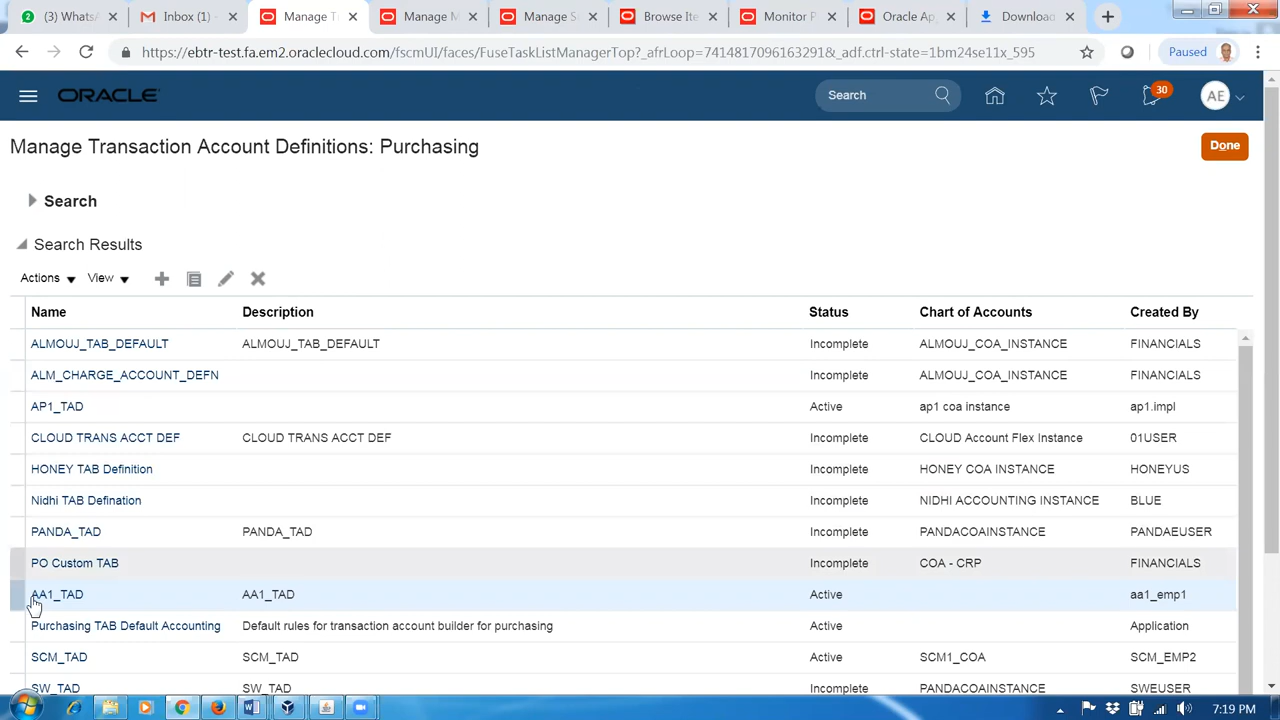 (3) WhatsA
Inbox (1) -
Manage Tr
Manage M
Manage Su
Browse Ite
Monitor P
Oracle Ap
Download
https://ebtr-test.fa.em2.oraclecloud.com/fscmUI/faces/FuseTaskListManagerTop?_afrLoop=7414817096163291&_adf.ctrl-state=1bm24se11x_595
Paused
ORACLE
Search
30
AE
Manage Transaction Account Definitions: Purchasing
Done
Search
Search Results
Actions View
Name Description Status Chart of Accounts Created By
ALMOUJ_TAB_DEFAULT ALMOUJ_TAB_DEFAULT Incomplete ALMOUJ_COA_INSTANCE FINANCIALS
ALM_CHARGE_ACCOUNT_DEFN Incomplete ALMOUJ_COA_INSTANCE FINANCIALS
AP1_TAD Active ap1 coa instance ap1.impl
CLOUD TRANS ACCT DEF CLOUD TRANS ACCT DEF Incomplete CLOUD Account Flex Instance 01USER
HONEY TAB Definition Incomplete HONEY COA INSTANCE HONEYUS
Nidhi TAB Defination Incomplete NIDHI ACCOUNTING INSTANCE BLUE
PANDA_TAD PANDA_TAD Incomplete PANDACOAINSTANCE PANDAEUSER
PO Custom TAB Incomplete COA - CRP FINANCIALS
AA1_TAD AA1_TAD Active aa1_emp1
Purchasing TAB Default Accounting Default rules for transaction account builder for purchasing Active Application
SCM_TAD SCM_TAD Active SCM1_COA SCM_EMP2
SW_TAD SW_TAD Incomplete PANDACOAINSTANCE SWEUSER
7:19 PM